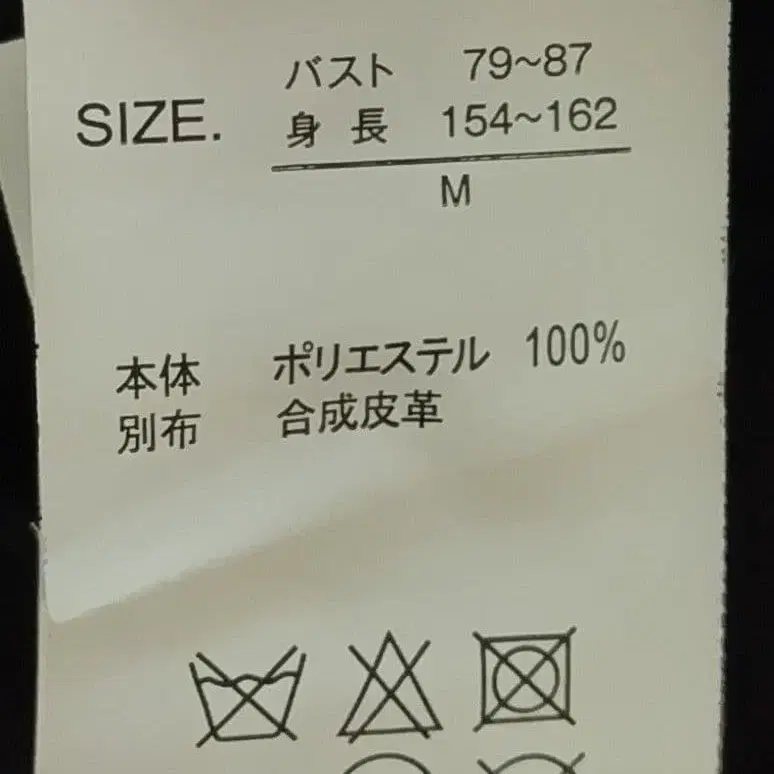 バスト 79~87
SIZE. 身長 154~162
M
本体 ポリエステル 100%
別布 合成皮革